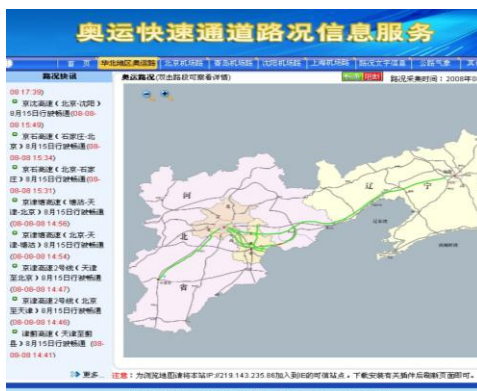 奥运快速通道路况信息服务
首 页 华北地区奥运路 北京机场路 青岛机场路 沈阳机场路 上海机场路 路况文字信息 公路气象
路况快讯
奥运路况(双击路段可察看详情)
路况采集时间:2008年0
08 17:39)
京沈高速(北京-沈阳)
8月15日行驶畅通(08-08-
08 15:49)
京石高速(石家庄-北
京)8月15日行驶畅通(08-
08-08 15:34)
京石高速(北京-石家
庄)8月15日行驶畅通(08-
08-08 15:31)
京津塘高速(塘沽-天
津-北京)8月15日行驶畅
通(08-08-08 14:56)
京津塘高速(北京-天
津-塘沽)8月15日行驶畅
通(08-08-08 14:54)
京津高速2号线(天津
至北京)8月15日行驶畅
通(08-08-08 14:47)
京津高速2号线(北京
至天津)8月15日行驶畅
通(08-08-08 14:46)
津蓟高速(天津至蓟
县)8月15日行驶畅通(08-
08-08 14:41)
更多...
河
北
省
辽
宁
注意:为浏览地图请将本站IP://219.143.235.86加入到IE的可信站点。下载安装有关插件后刷新页面即可。